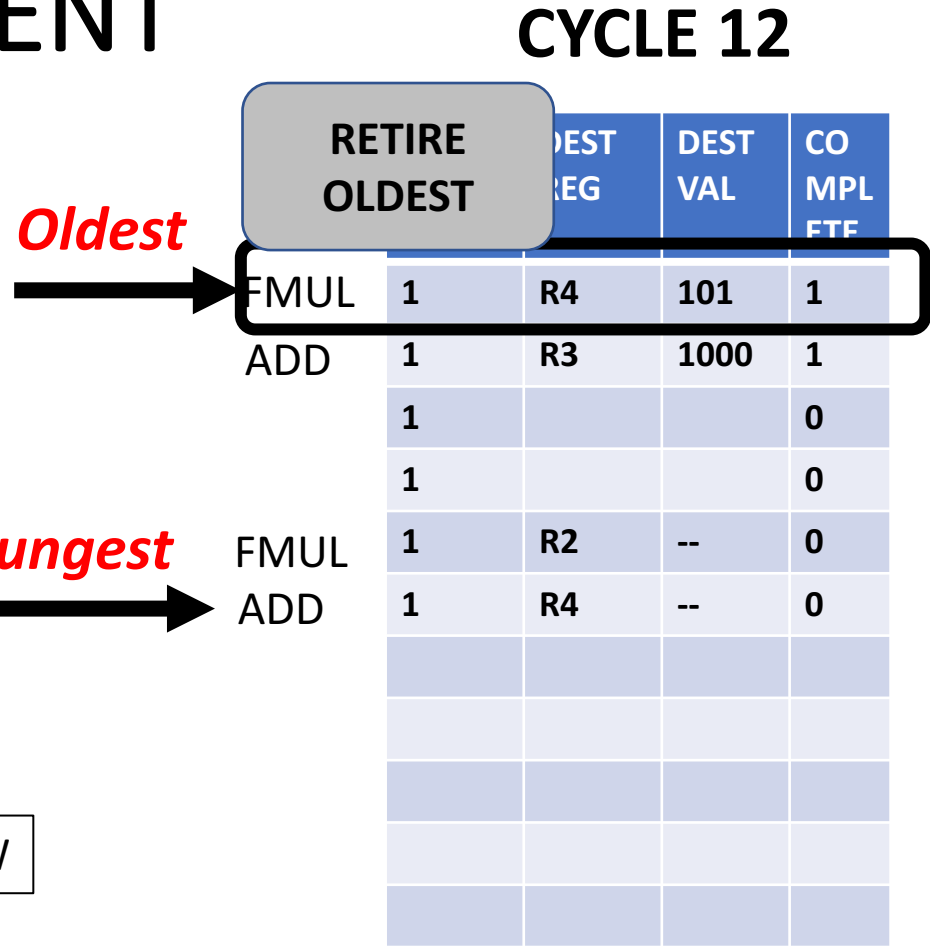 ENT
CYCLE 12
RETIRE
OLDEST
DEST
REG
DEST
VAL
CO
MPL
ETE
Oldest
FMUL 1 R4 101 1
ADD 1 R3 1000 1
1 0
1 0
ungest
FMUL 1 R2 -- 0
ADD 1 R4 -- 0